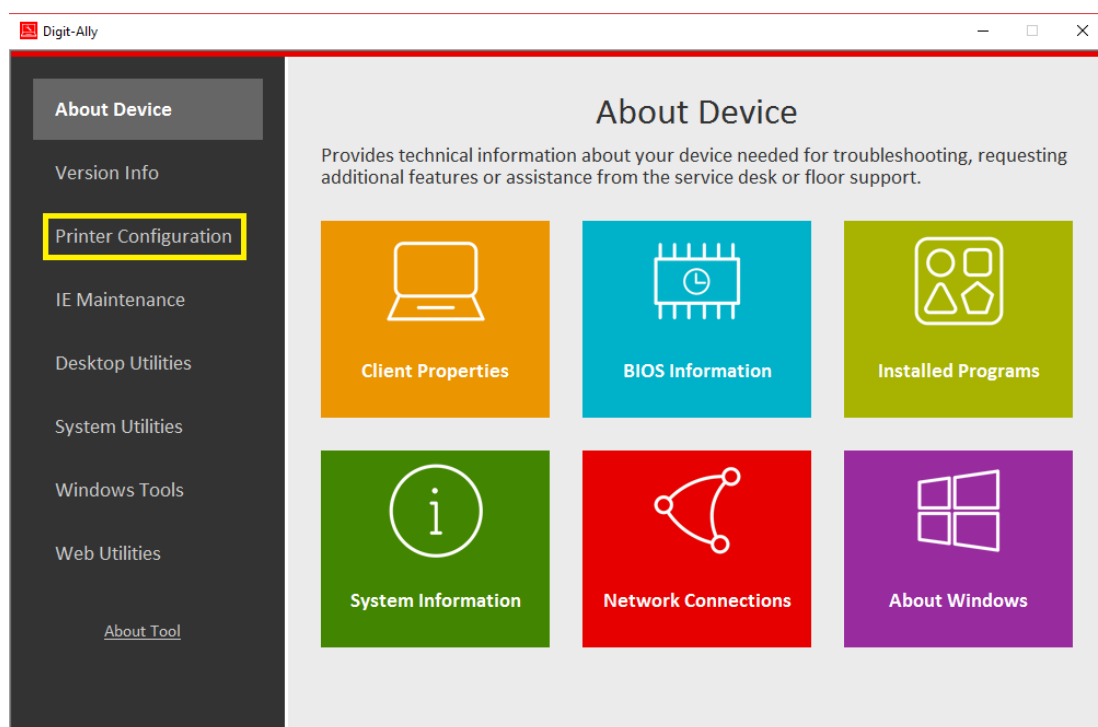 Digit-Ally
About Device
Version Info
Printer Configuration
IE Maintenance
Desktop Utilities
System Utilities
Windows Tools
Web Utilities
About Tool
About Device
Provides technical information about your device needed for troubleshooting, requesting
additional features or assistance from the service desk or floor support.
Client Properties
BIOS Information
Installed Programs
System Information
Network Connections
About Windows